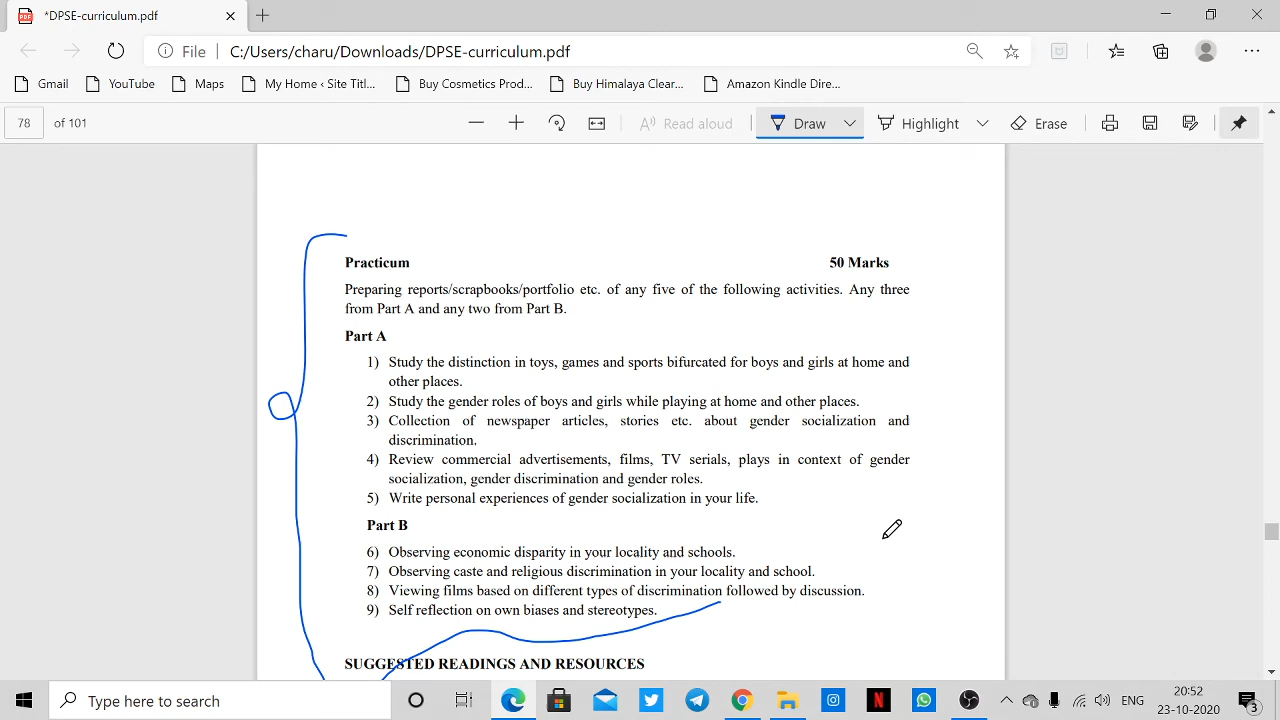 *DPSE-curriculum.pdf
File C:/Users/charu/Downloads/DPSE-curriculum.pdf
Gmail YouTube Maps My Home ‹ Site Titl... Buy Cosmetics Prod... Buy Himalaya Clear... Amazon Kindle Dire...
78 of 101 Read aloud Draw Highlight Erase
Practicum 50 Marks
Preparing reports/scrapbooks/portfolio etc. of any five of the following activities. Any three
from Part A and any two from Part B.
Part A
1) Study the distinction in toys, games and sports bifurcated for boys and girls at home and
other places.
2) Study the gender roles of boys and girls while playing at home and other places.
3) Collection of newspaper articles, stories etc. about gender socialization and
discrimination.
4) Review commercial advertisements, films, TV serials, plays in context of gender
socialization, gender discrimination and gender roles.
5) Write personal experiences of gender socialization in your life.
Part B
6) Observing economic disparity in your locality and schools.
7) Observing caste and religious discrimination in your locality and school.
8) Viewing films based on different types of discrimination followed by discussion.
9) Self reflection on own biases and stereotypes.
SUGGESTED READINGS AND RESOURCES
Type here to search ENG 20:52
23-10-2020 3